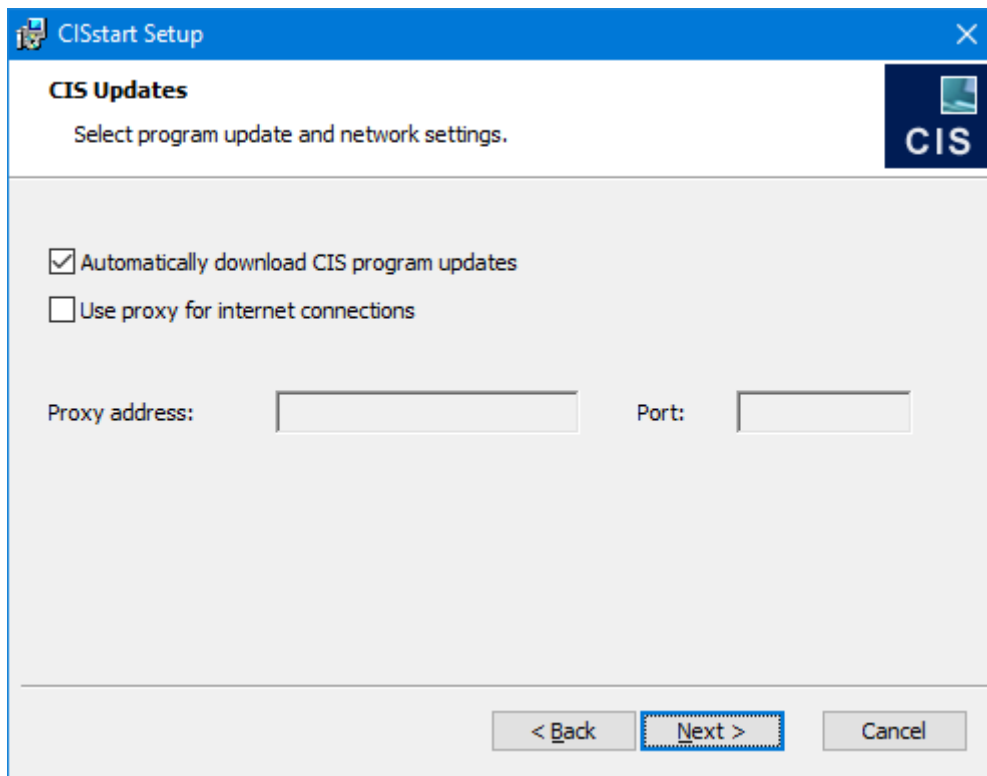 CISstart Setup
CIS Updates
Select program update and network settings.
CIS
Automatically download CIS program updates
Use proxy for internet connections
Proxy address: Port:
< Back Next > Cancel